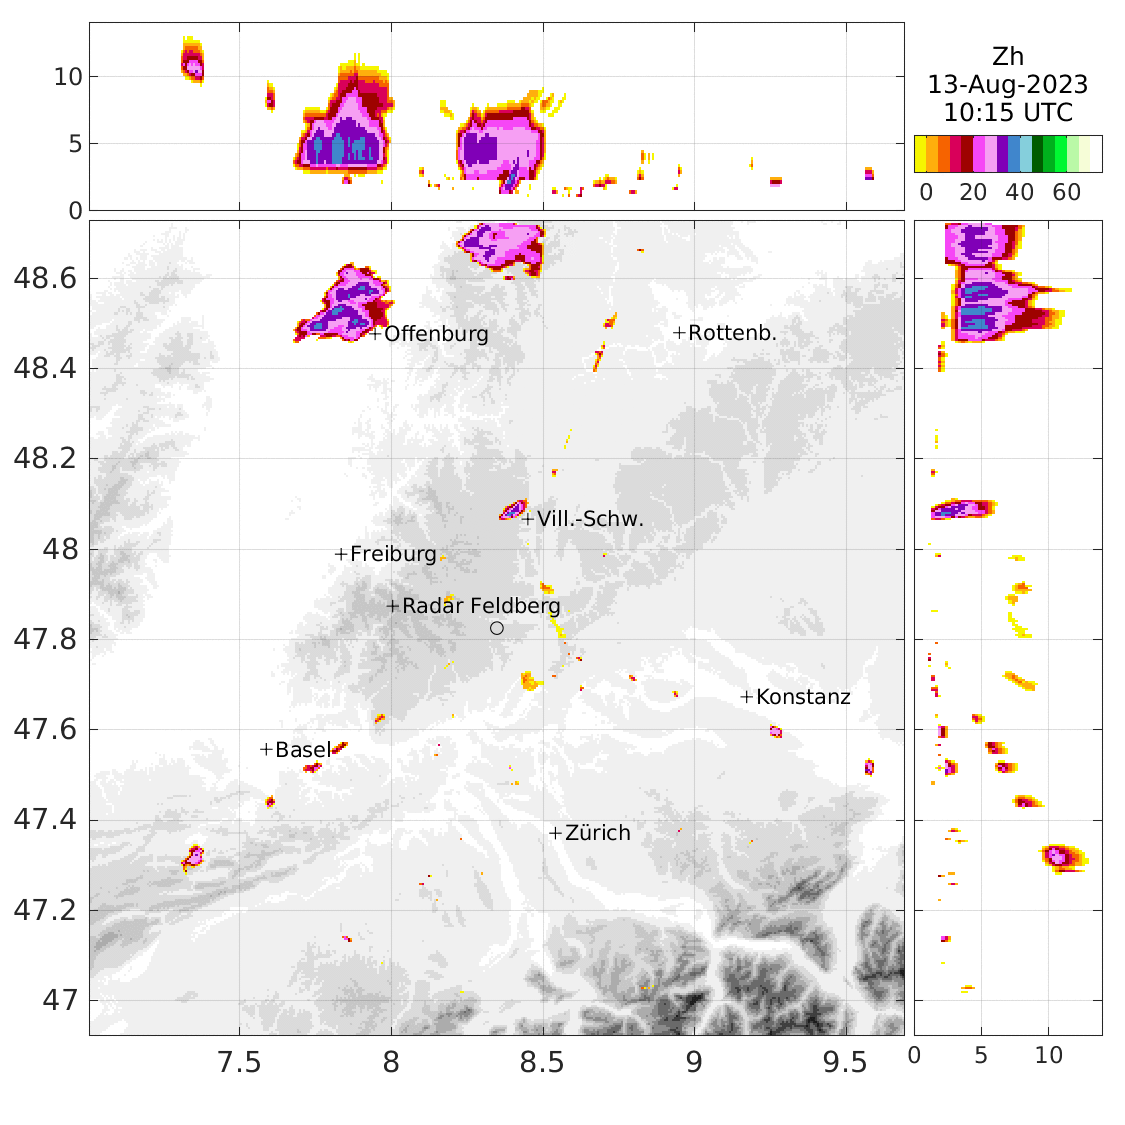 10
5
0
Zh
13-Aug-2023
10:15 UTC
0 20 40 60
48.6
48.4
48.2
48
47.8
47.6
47.4
47.2
47
Offenburg
Rottenb.
Vill.-Schw.
Freiburg
Radar Feldberg
Konstanz
Basel
Zürich
7.5 8 8.5 9 9.5
0 5 10